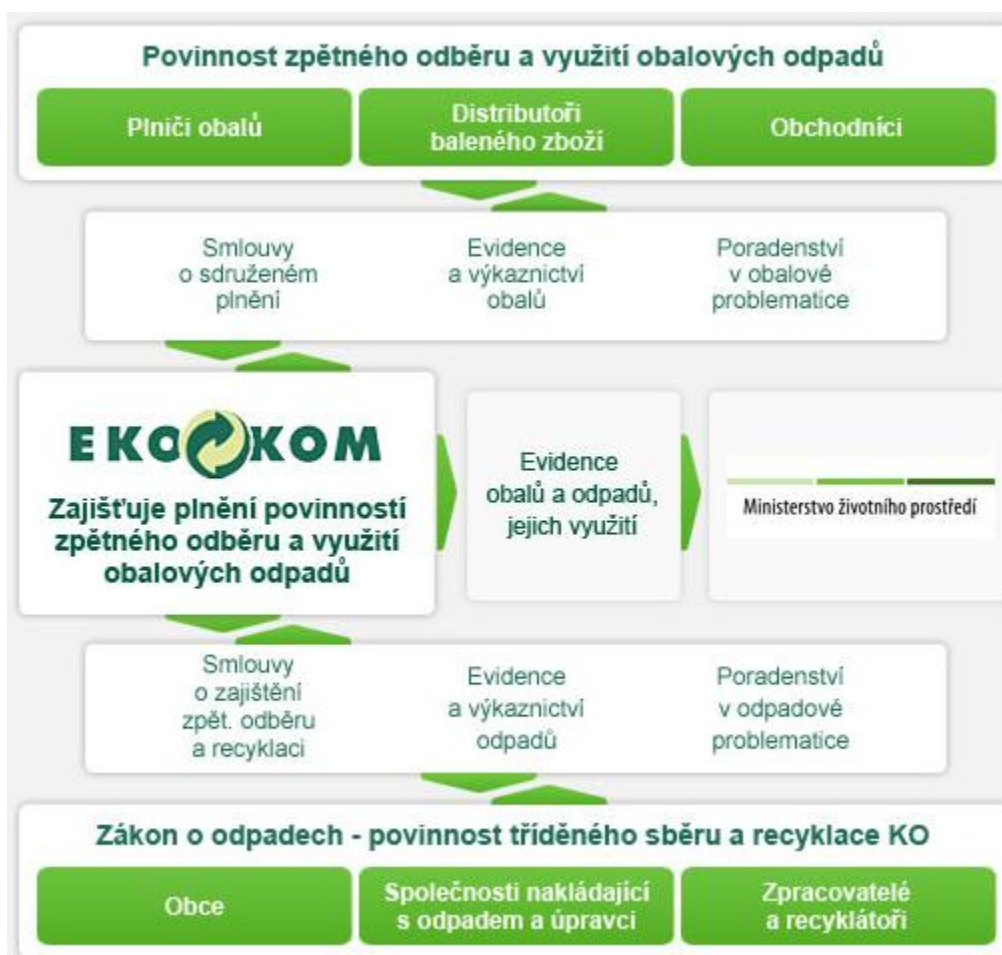 Povinnost zpětného odběru a využití obalových odpadů
Plniči obalů
Distributoři
baleného zboží
Obchodníci
Smlouvy
o sdruženém
plnění
Evidence
a výkaznictví
obalů
Poradenství
v obalové
problematice
EKO KOM
Zajišťuje plnění povinností
zpětného odběru a využití
obalových odpadů
Evidence
obalů a odpadů,
jejich využití
Ministerstvo životního prostředí
Smlouvy
o zajištění
zpět. odběru
a recyklaci
Evidence
a výkaznictví
odpadů
Poradenství
v odpadové
problematice
Zákon o odpadech - povinnost tříděného sběru a recyklace KO
Obce
Společnosti nakládající
s odpadem a úpravci
Zpracovatelé
a recyklátoři